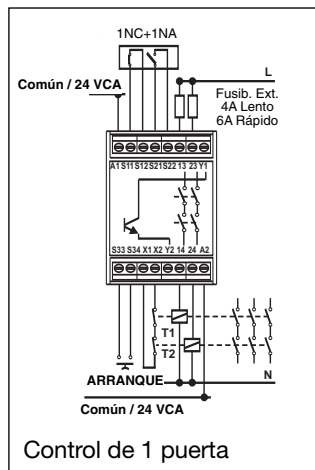 1NC+1NA
L
Común / 24 VCA
Fusib. Ext.
4A Lento
6A Rápido
A1 S11 S12 S21 S22 13 23 Y1
S33 S34 X1 X2 Y2 14 24 A2
T1
T2
ARRANQUE
N
Común / 24 VCA
Control de 1 puerta